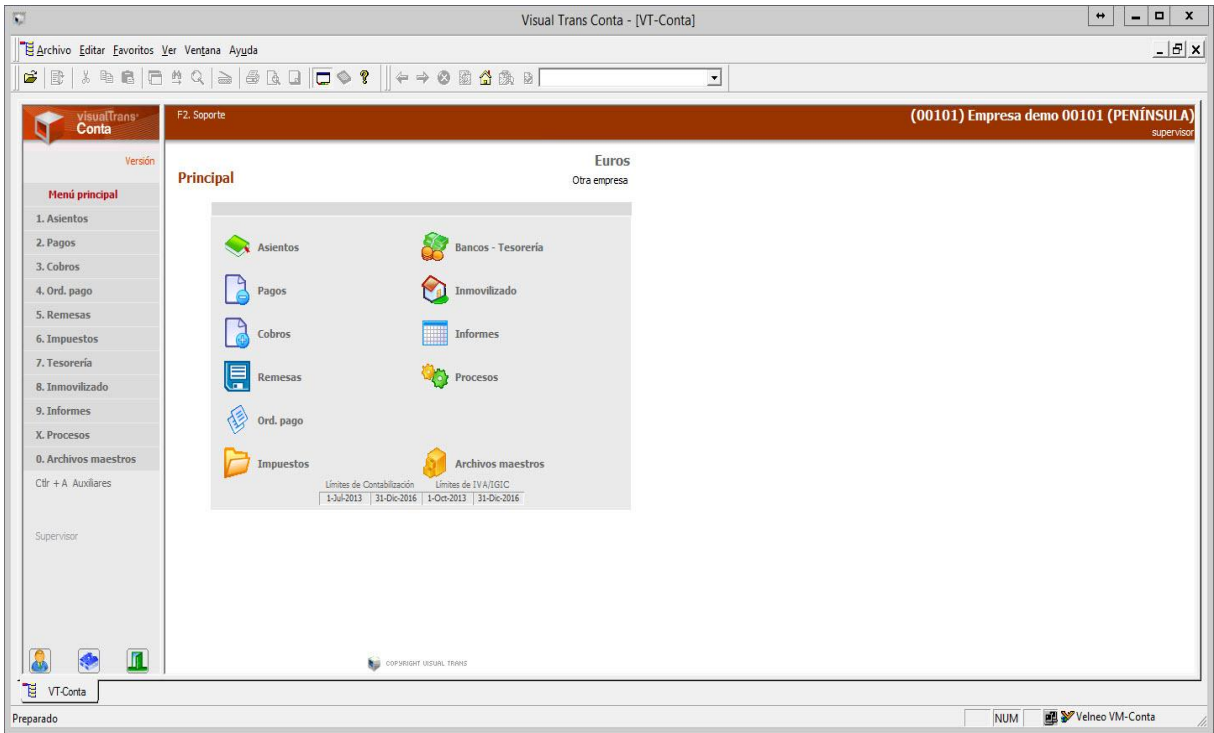 Visual Trans Conta - [VT-Conta]
Archivo Editar Favoritos Ver Ventana Ayuda
visualTrans·
Conta
F2. Soporte
(00101) Empresa demo 00101 (PENÍNSULA)
supervisor
Versión
Menú principal
1. Asientos
2. Pagos
3. Cobros
4. Ord. pago
5. Remesas
6. Impuestos
7. Tesorería
8. Inmovilizado
9. Informes
X. Procesos
0. Archivos maestros
Ctlr + A Auxiliares
Supervisor
Principal
Euros
Otra empresa
Asientos
Bancos - Tesorería
Pagos
Inmovilizado
Cobros
Informes
Remesas
Procesos
Ord. pago
Impuestos
Archivos maestros
Límites de Contabilización Límites de IVA/IGIC
1-Jul-2013 31-Dic-2016 1-Oct-2013 31-Dic-2016
COPYRIGHT VISUAL TRANS
VT-Conta
Preparado
NUM
Velneo VM-Conta